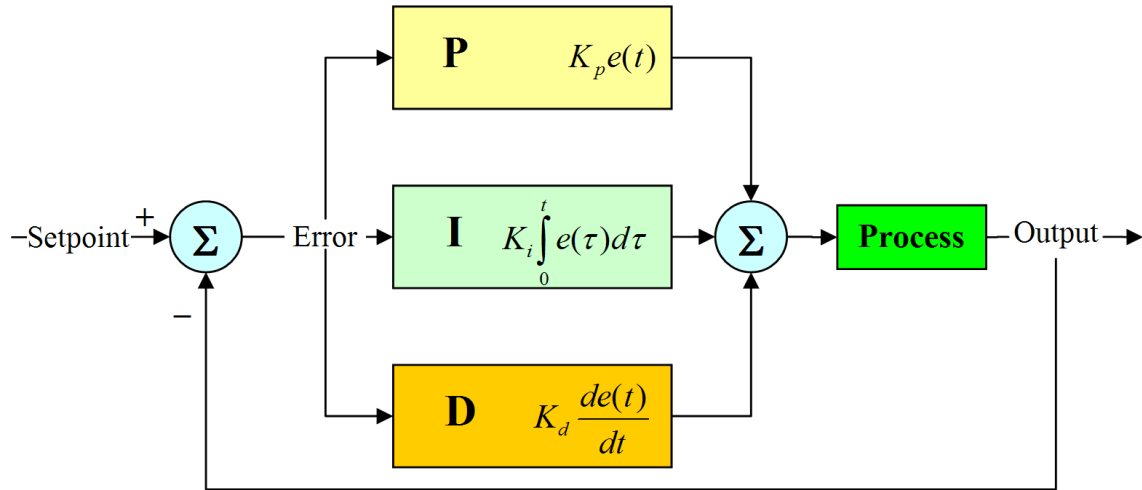 P K_p e(t)
–Setpoint
+
Σ
Error
I K_i ∫_0^t e(τ)dτ
Σ
Process
Output
−
D K_d de(t)/dt